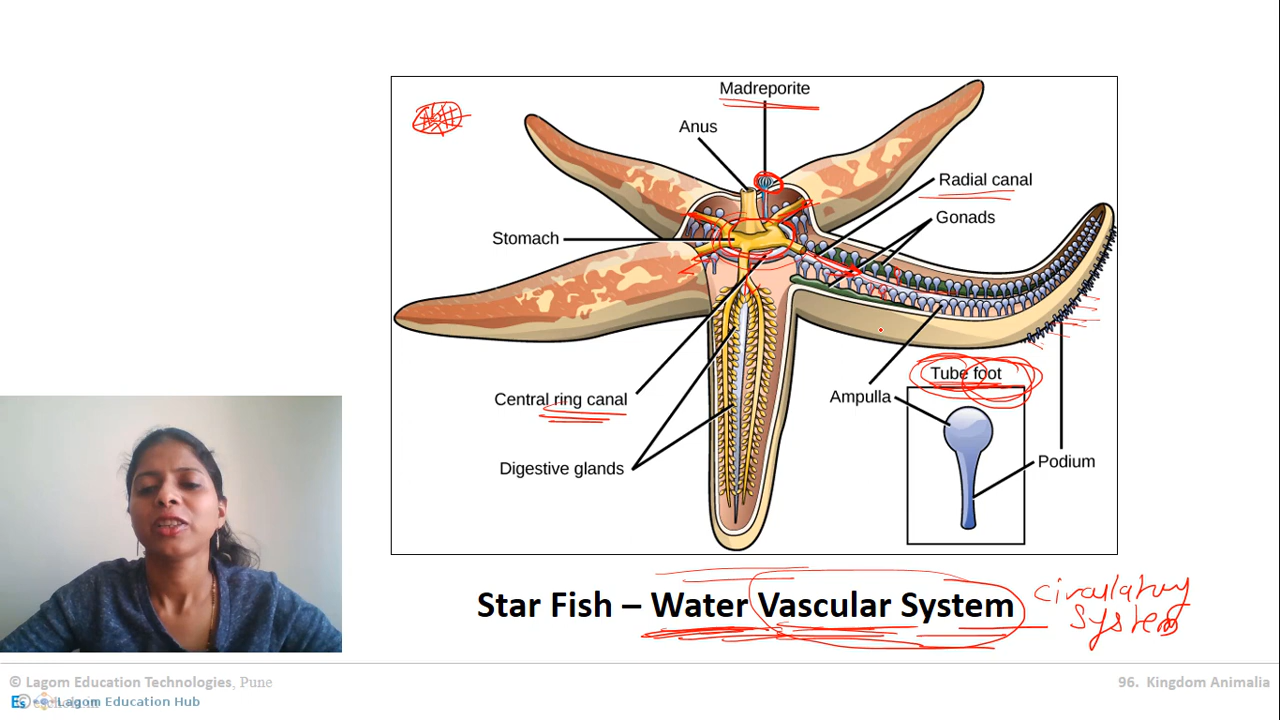 Madreporite
Anus
Radial canal
Gonads
Stomach
Tube foot
Central ring canal
Ampulla
Digestive glands
Podium
Star Fish – Water Vascular System
circulatory
System
© Lagom Education Technologies, Pune
96. Kingdom Animalia
Lagom Education Hub